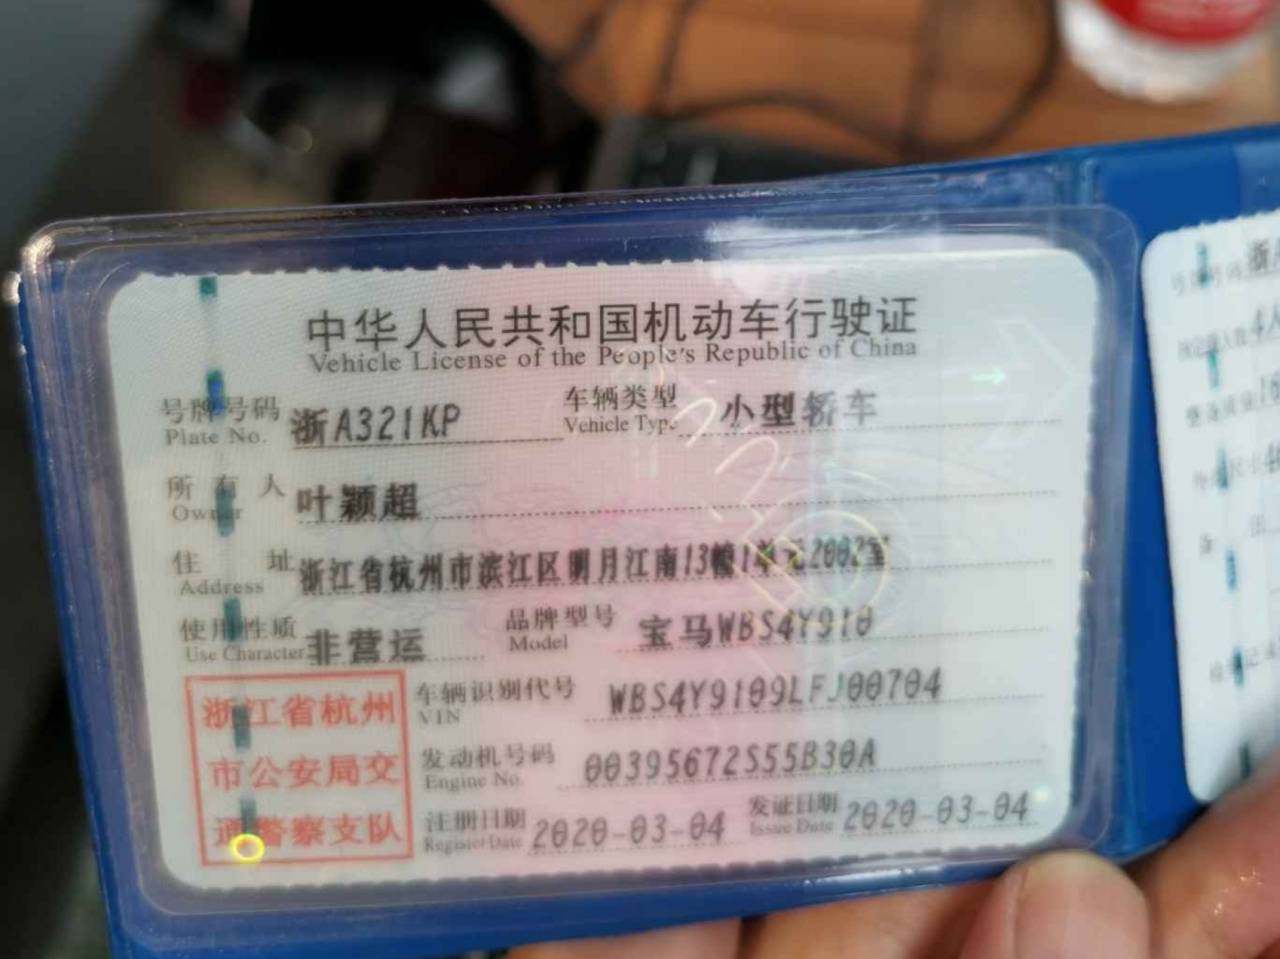 中华人民共和国机动车行驶证
Vehicle License of the People's Republic of China
号牌号码 浙A321KP 车辆类型 小型轿车
Plate No. Vehicle Type
所有人 叶颖超
Owner
住址 浙江省杭州市滨江区明月江南13幢1单元2002室
Address
使用性质 非营运 品牌型号 宝马WBS4Y910
Use Character Model
浙江省杭州
市公安局交
通警察支队
车辆识别代号 WBS4Y9109LFJ00704
VIN
发动机号码 00395672S55B30A
Engine No.
注册日期 2020-03-04 发证日期 2020-03-04
Register Date Issue Date